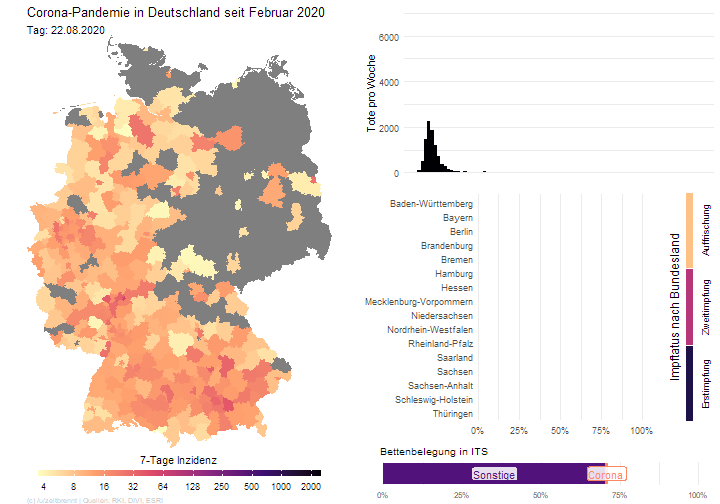 Corona-Pandemie in Deutschland seit Februar 2020
Tag: 22.08.2020
7-Tage Inzidenz
4 8 16 32 64 130 250 500 1000 2000
(c) /u/zeitbrennt | Quellen: RKI, DIVI, ESRI
Tote pro Woche
6000
4000
2000
0
Baden-Württemberg
Bayern
Berlin
Brandenburg
Bremen
Hamburg
Hessen
Mecklenburg-Vorpommern
Niedersachsen
Nordrhein-Westfalen
Rheinland-Pfalz
Saarland
Sachsen
Sachsen-Anhalt
Schleswig-Holstein
Thüringen
0% 25% 50% 75% 100%
Impfstatus nach Bundesland
Auffrischung
Zweitimpfung
Erstimpfung
Bettenbelegung in ITS
Sonstige
Corona
0% 25% 50% 75% 100%